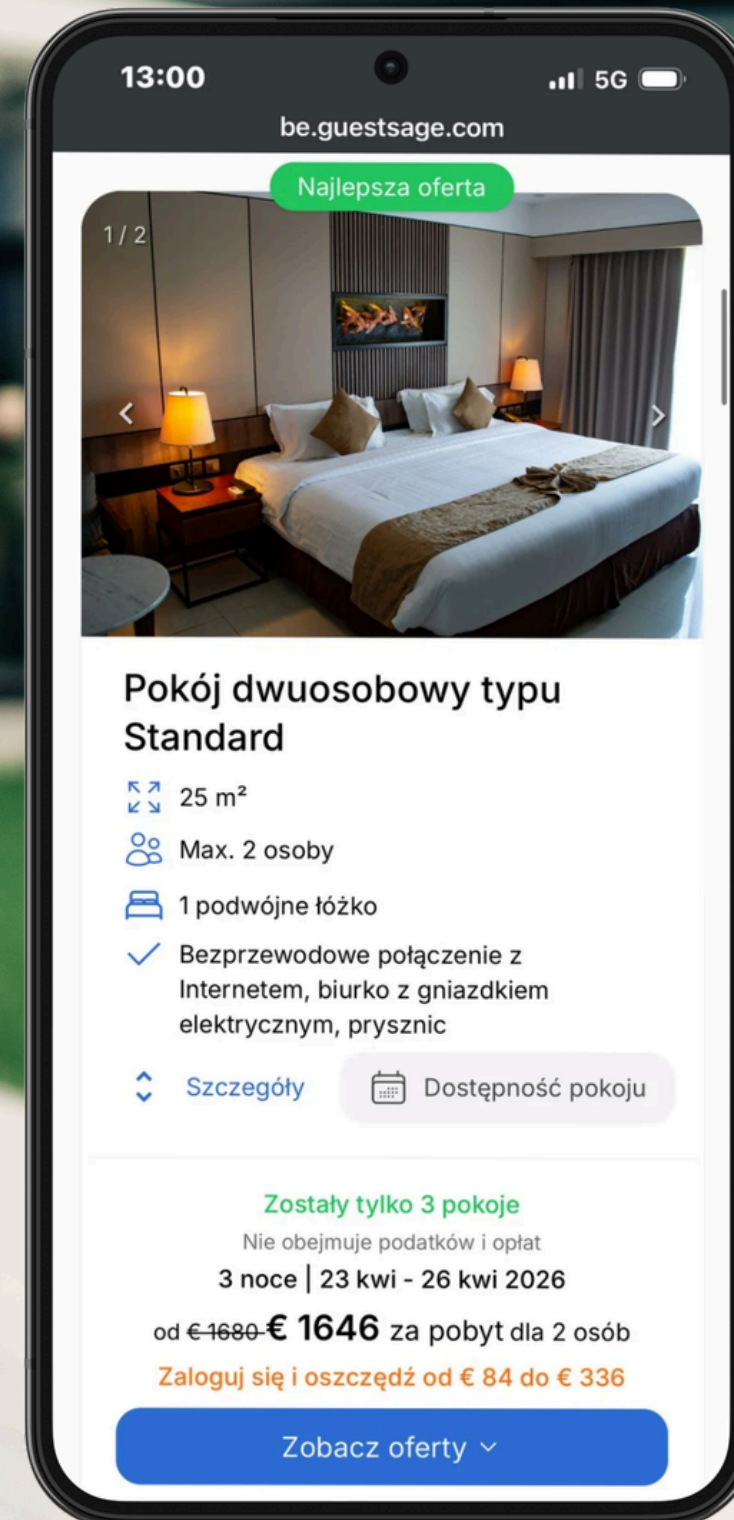 13:00
5G
be.guestsage.com
Najlepsza oferta
1 / 2
Pokój dwuosobowy typu
Standard
25 m²
Max. 2 osoby
1 podwójne łóżko
Bezprzewodowe połączenie z
Internetem, biurko z gniazdkiem
elektrycznym, prysznic
Szczegóły
Dostępność pokoju
Zostały tylko 3 pokoje
Nie obejmuje podatków i opłat
3 noce | 23 kwi - 26 kwi 2026
od € 1680 € 1646 za pobyt dla 2 osób
Zaloguj się i oszczędź od € 84 do € 336
Zobacz oferty